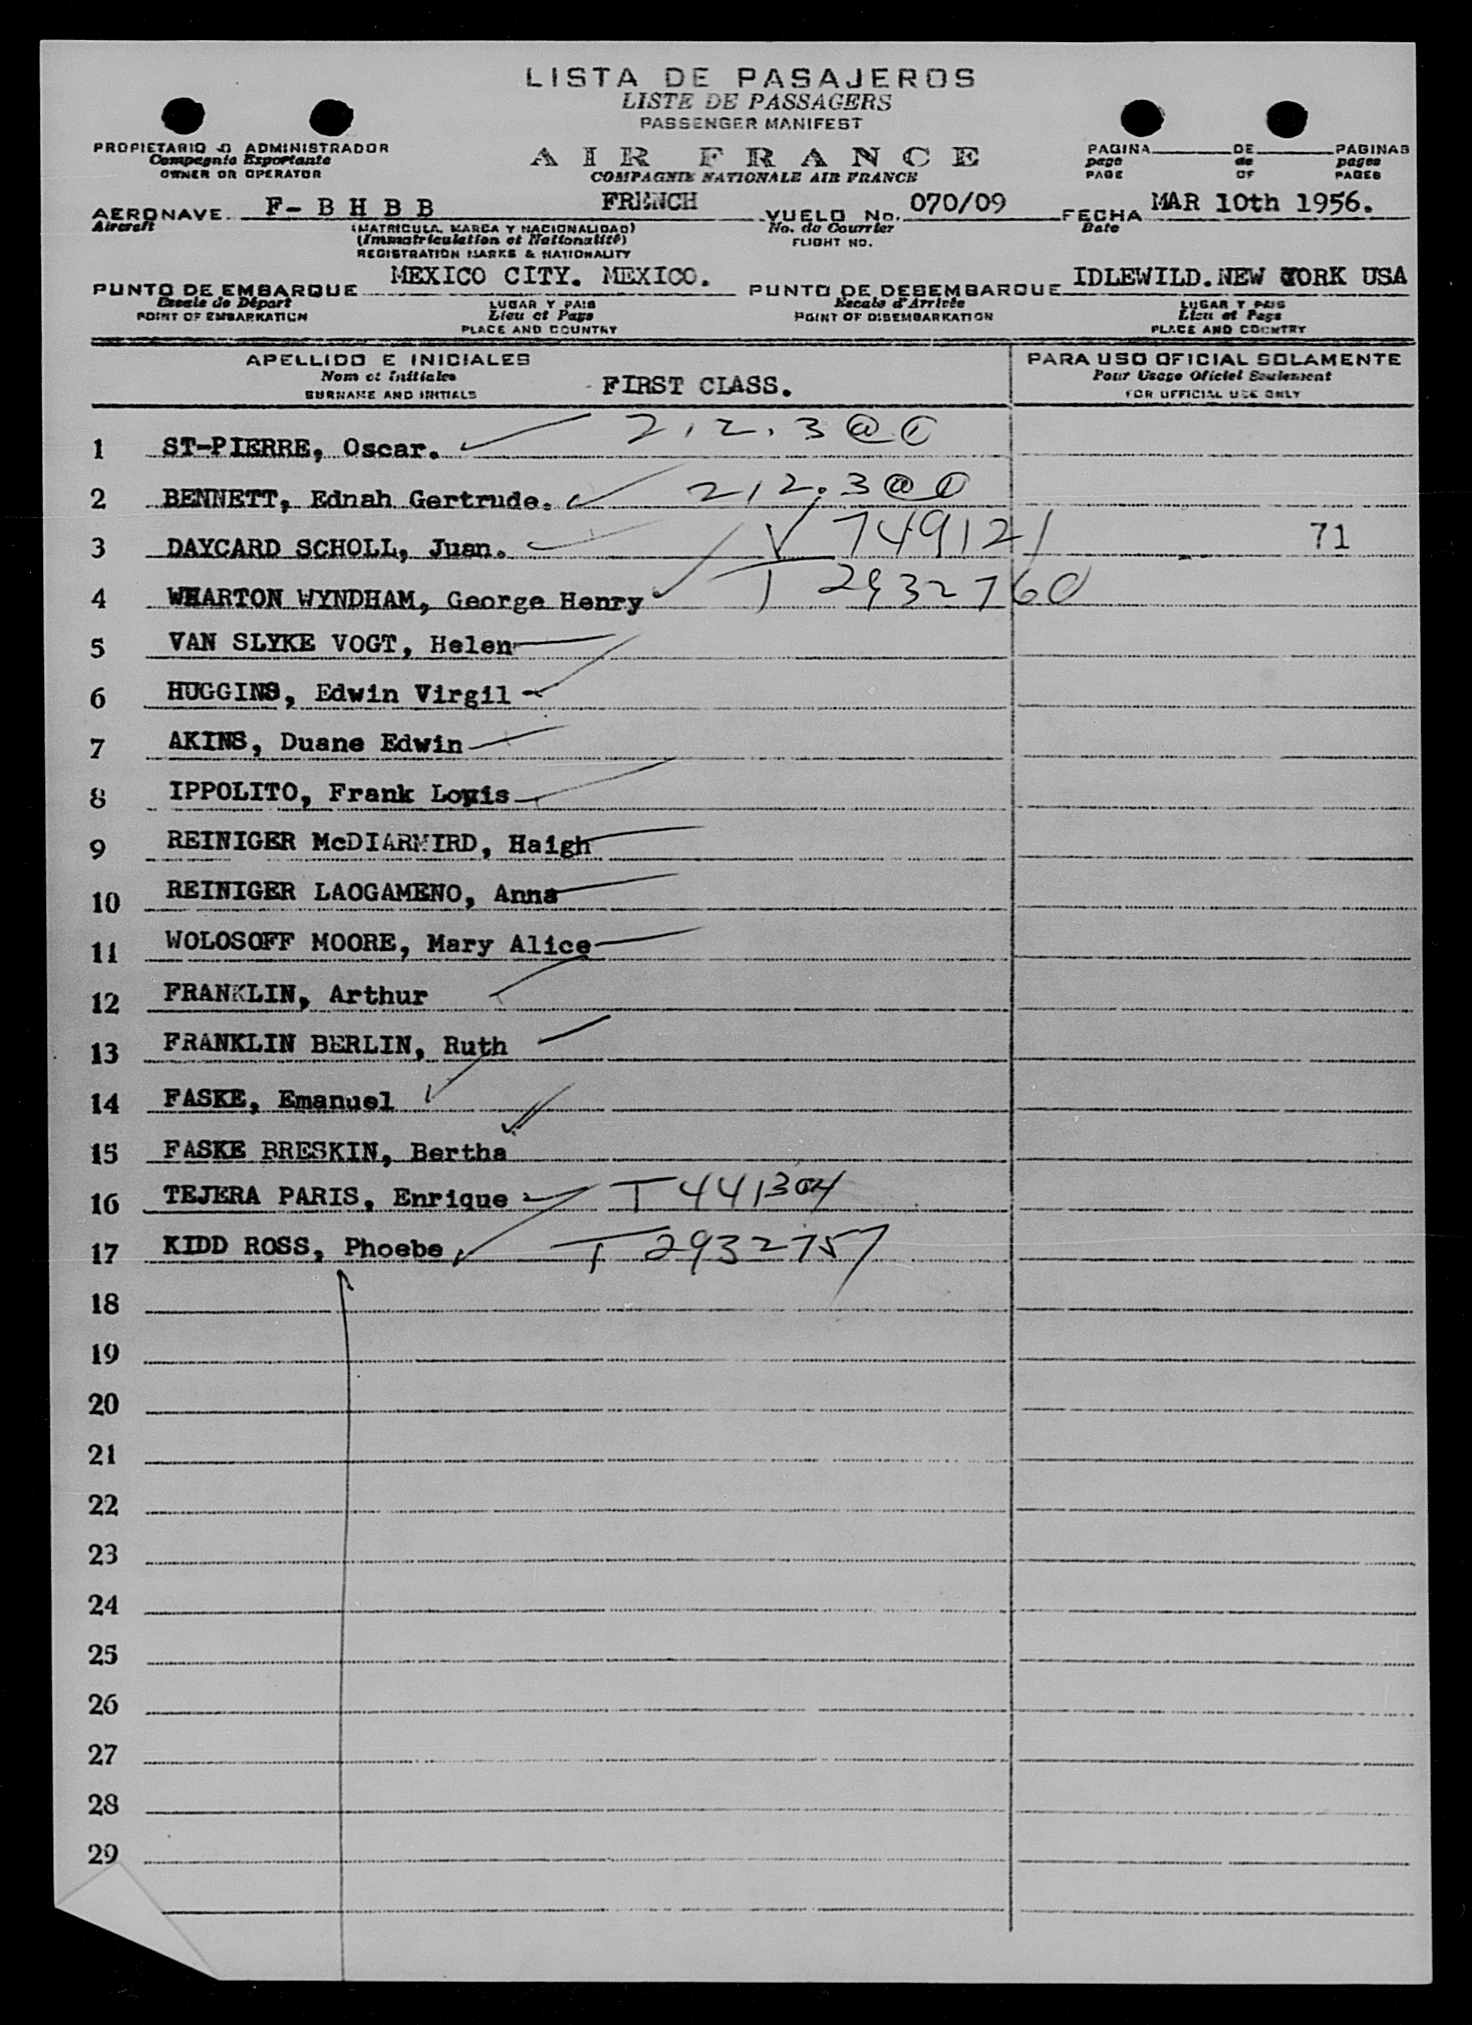 LISTA DE PASAJEROS
LISTE DE PASSAGERS
PASSENGER MANIFEST
PROPIETARIO O ADMINISTRADOR
Compagnie Exportante
OWNER OR OPERATOR
AIR FRANCE
COMPAGNIE NATIONALE AIR FRANCE
PAGINA DE PAGINAS
page de pages
PAGE OF PAGES
AERONAVE F- B H B B FRENCH VUELO No. 070/09 FECHA MAR 10th 1956.
Aircraft (MATRICULA, MARCA Y NACIONALIDAD) No. du Courrier Date
(Immatriculation et Nationalité) FLIGHT NO.
REGISTRATION MARKS & NATIONALITY
PUNTO DE EMBARQUE MEXICO CITY. MEXICO. PUNTO DE DESEMBARQUE IDLEWILD.NEW YORK USA
Escale de Départ LUGAR Y PAIS Escale d'Arrivée LUGAR Y PAIS
POINT OF EMBARKATION Lieu et Pays POINT OF DISEMBARKATION Lieu et Pays
PLACE AND COUNTRY PLACE AND COUNTRY
APELLIDO E INICIALES PARA USO OFICIAL SOLAMENTE
Nom et Initiales FIRST CLASS. Pour Usage Officiel Seulement
SURNAME AND INITIALS FOR OFFICIAL USE ONLY
1 ST-PIERRE, Oscar. 212.3
2 BENNETT, Ednah Gertrude. 212.3
3 DAYCARD SCHOLL, Juan. V 749121 71
4 WHARTON WYNDHAM, George Henry T 2932760
5 VAN SLYKE VOGT, Helen
6 HUGGINS, Edwin Virgil
7 AKINS, Duane Edwin
8 IPPOLITO, Frank Louis
9 REINIGER McDIARMIRD, Haigh
10 REINIGER LAOGAMENO, Anna
11 WOLOSOFF MOORE, Mary Alice
12 FRANKLIN, Arthur
13 FRANKLIN BERLIN, Ruth
14 FASKE, Emanuel
15 FASKE BRESKIN, Bertha
16 TEJERA PARIS, Enrique T 441304
17 KIDD ROSS, Phoebe T 2932757
18
19
20
21
22
23
24
25
26
27
28
29